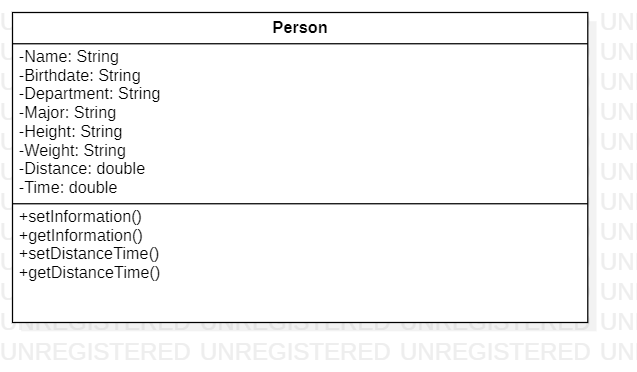 Person
-Name: String
-Birthdate: String
-Department: String
-Major: String
-Height: String
-Weight: String
-Distance: double
-Time: double
+setInformation()
+getInformation()
+setDistanceTime()
+getDistanceTime()
UNREGISTERED UNREGISTERED UNREGISTERED UN